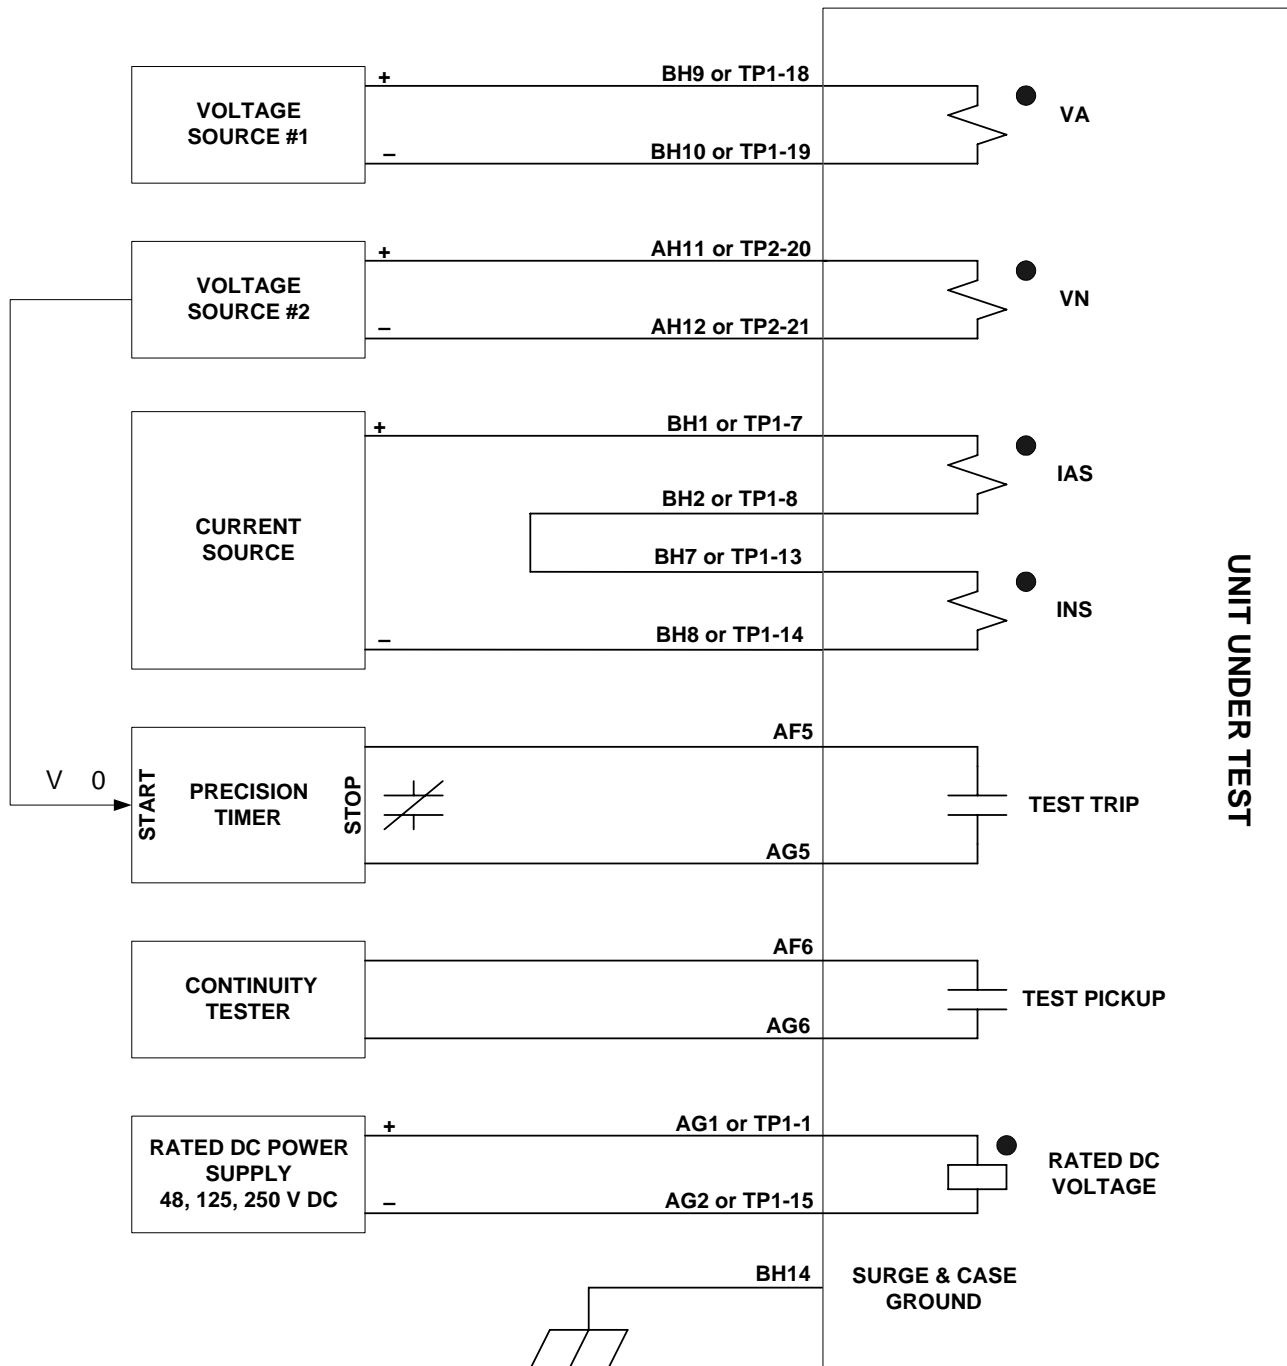 BH9 or TP1-18
+
VOLTAGE
SOURCE #1
VA
BH10 or TP1-19
–
AH11 or TP2-20
+
VOLTAGE
SOURCE #2
VN
AH12 or TP2-21
–
BH1 or TP1-7
+
IAS
BH2 or TP1-8
CURRENT
SOURCE
BH7 or TP1-13
INS
BH8 or TP1-14
–
UNIT UNDER TEST
AF5
V 0
START
PRECISION
TIMER
STOP
TEST TRIP
AG5
AF6
CONTINUITY
TESTER
TEST PICKUP
AG6
AG1 or TP1-1
+
RATED DC POWER
SUPPLY
48, 125, 250 V DC
RATED DC
VOLTAGE
AG2 or TP1-15
–
BH14
SURGE & CASE
GROUND